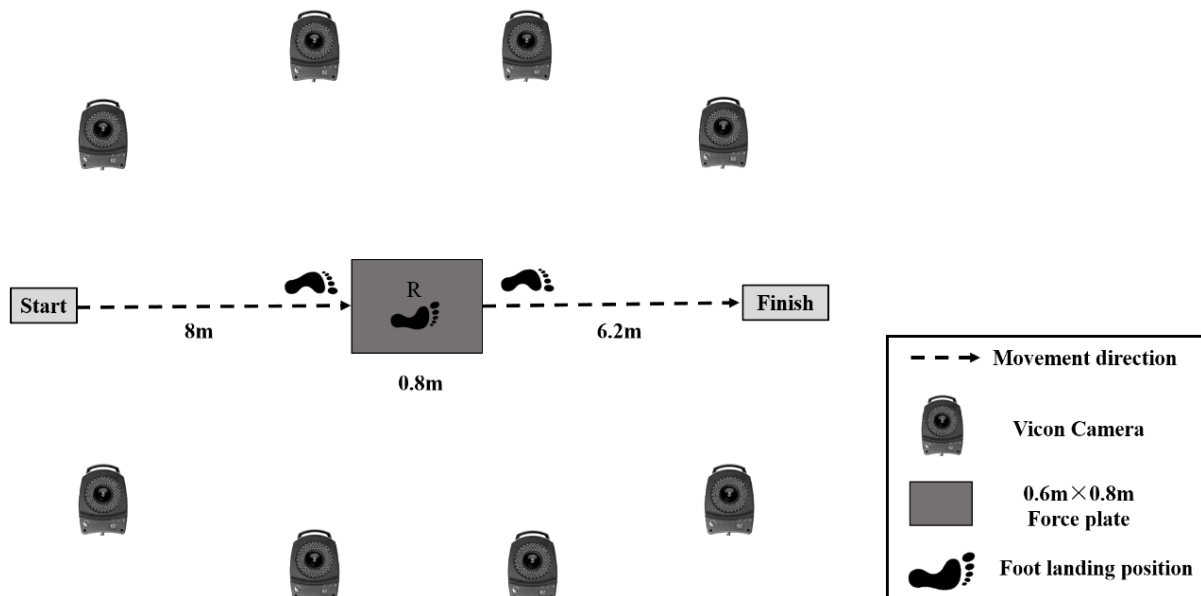 R
Start
Finish
8m
6.2m
0.8m
Movement direction
Vicon Camera
0.6m×0.8m
Force plate
Foot landing position